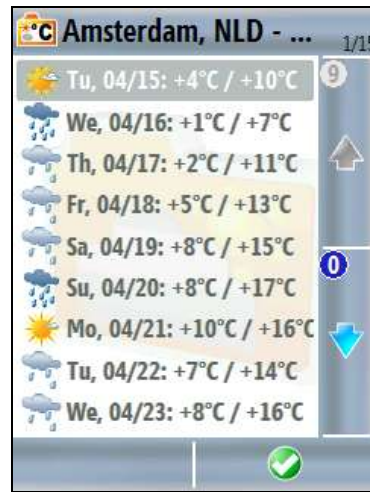 °C Amsterdam, NLD - ... 1/15
Tu, 04/15: +4°C / +10°C
9
We, 04/16: +1°C / +7°C
Th, 04/17: +2°C / +11°C
Fr, 04/18: +5°C / +13°C
Sa, 04/19: +8°C / +15°C
0
Su, 04/20: +8°C / +17°C
Mo, 04/21: +10°C / +16°C
Tu, 04/22: +7°C / +14°C
We, 04/23: +8°C / +16°C